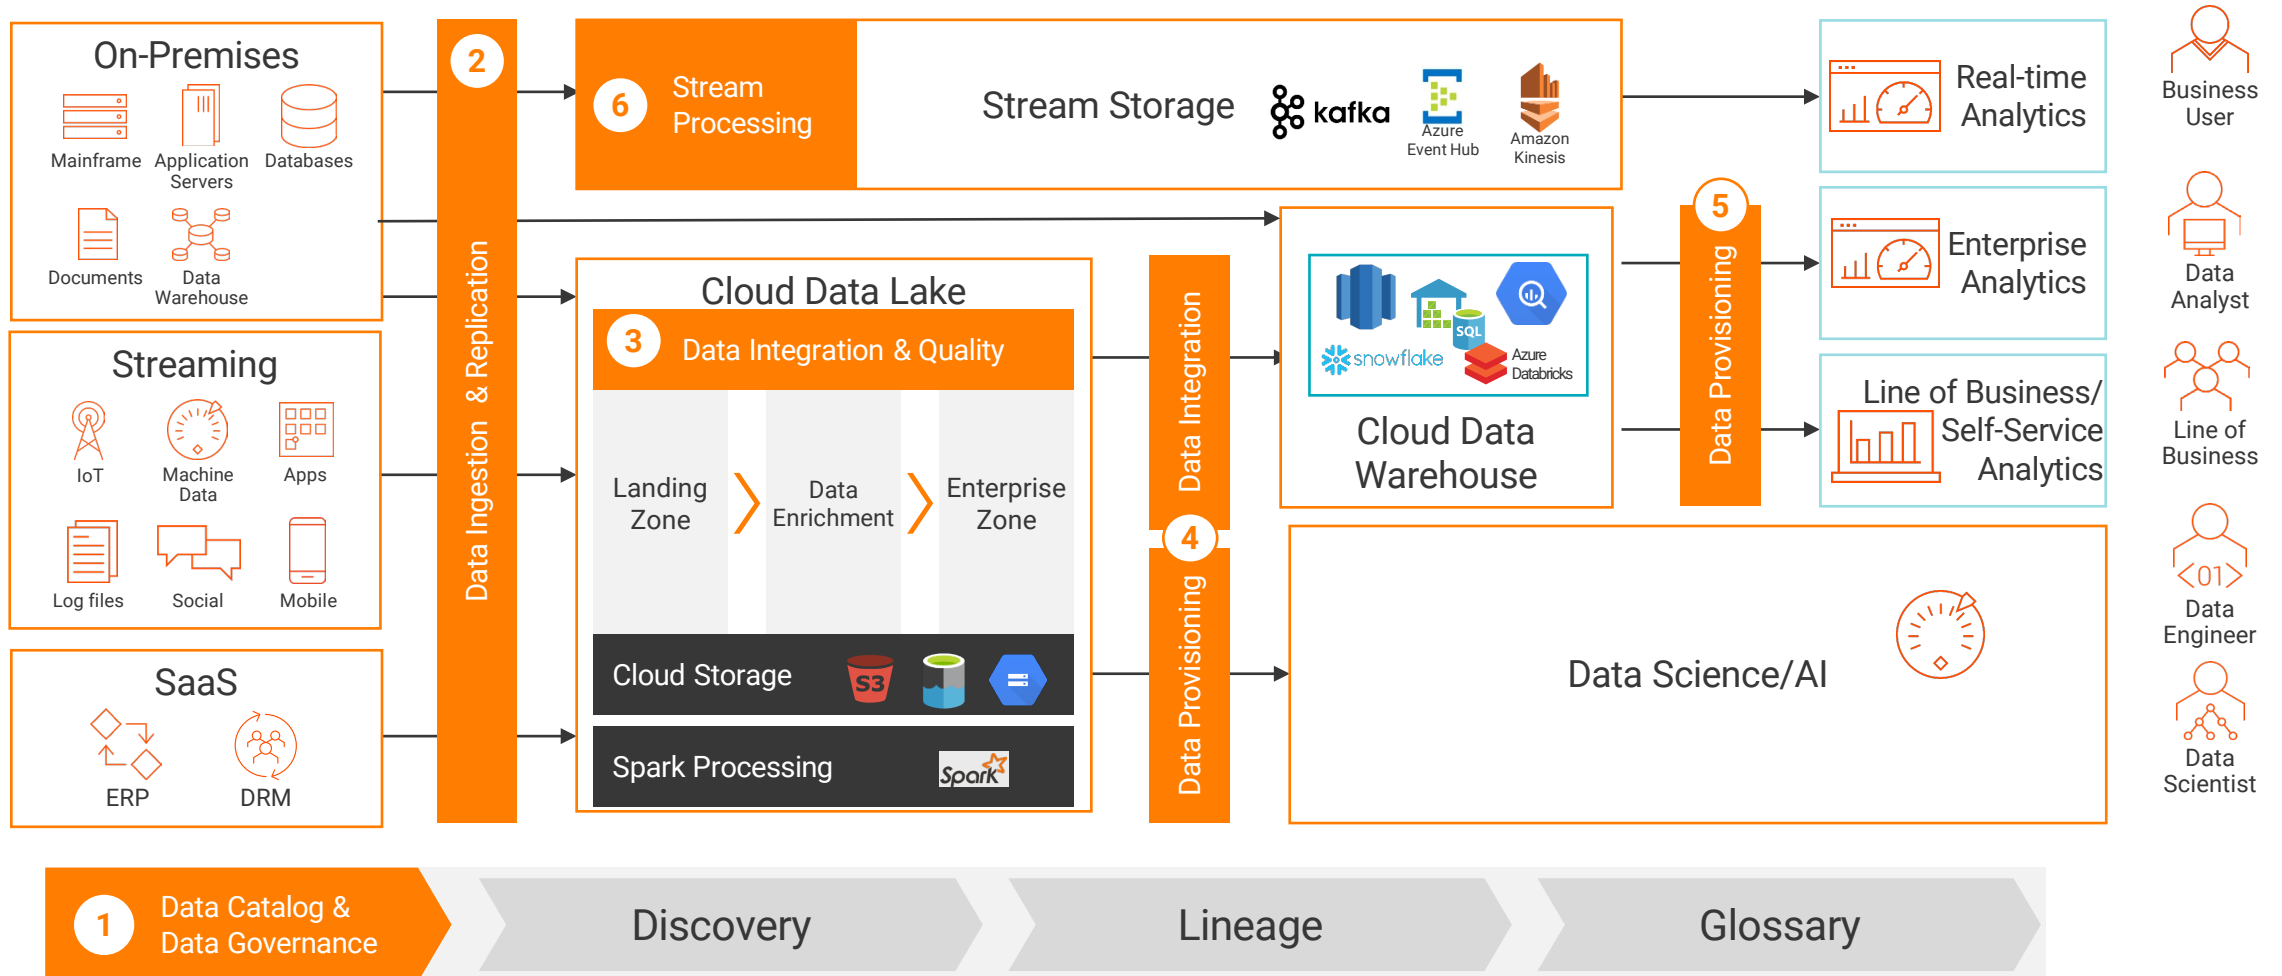 On-Premises
Mainframe
Application
Servers
Databases
Documents
Data
Warehouse
Streaming
IoT
Machine
Data
Apps
Log files
Social
Mobile
SaaS
ERP
DRM
2
Data Ingestion & Replication
6
Stream
Processing
Stream Storage
kafka
Azure
Event Hub
Amazon
Kinesis
Cloud Data Lake
3
Data Integration & Quality
Landing
Zone
Data
Enrichment
Enterprise
Zone
Cloud Storage
S3
Spark Processing
Spark
Data Integration
4
Data Provisioning
SQL
snowflake
Azure
Databricks
Cloud Data
Warehouse
5
Data Provisioning
Real-time
Analytics
Enterprise
Analytics
Line of Business/
Self-Service
Analytics
Data Science/AI
Business
User
Data
Analyst
Line of
Business
<01>
Data
Engineer
Data
Scientist
1
Data Catalog &
Data Governance
Discovery
Lineage
Glossary